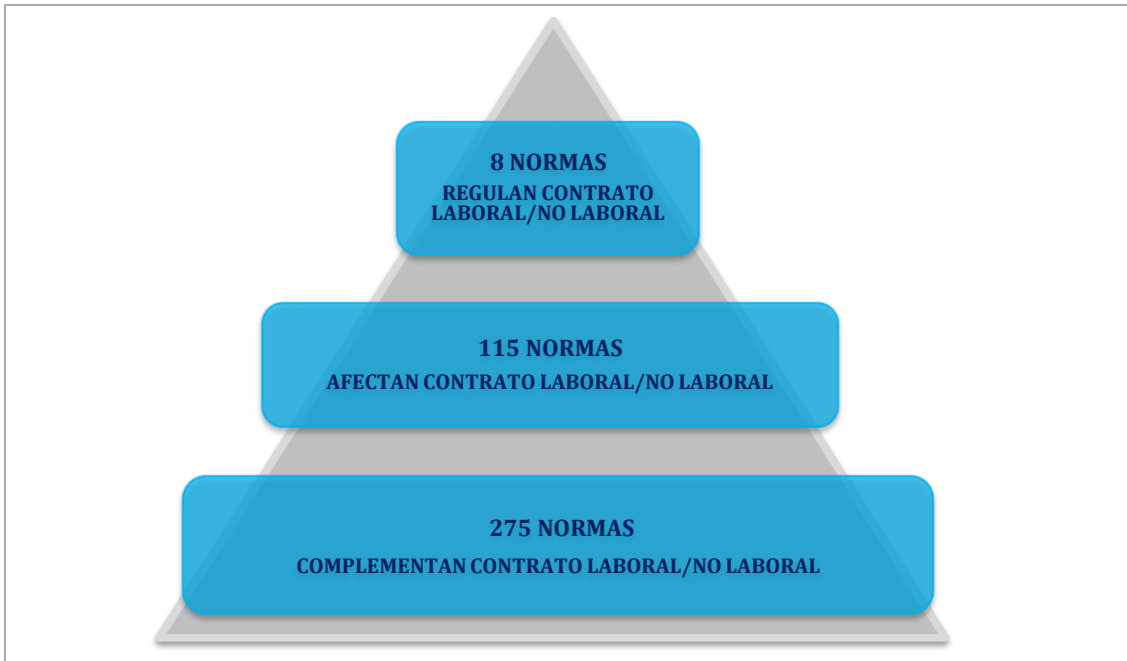 8 NORMAS
REGULAN CONTRATO
LABORAL/NO LABORAL
115 NORMAS
AFECTAN CONTRATO LABORAL/NO LABORAL
275 NORMAS
COMPLEMENTAN CONTRATO LABORAL/NO LABORAL